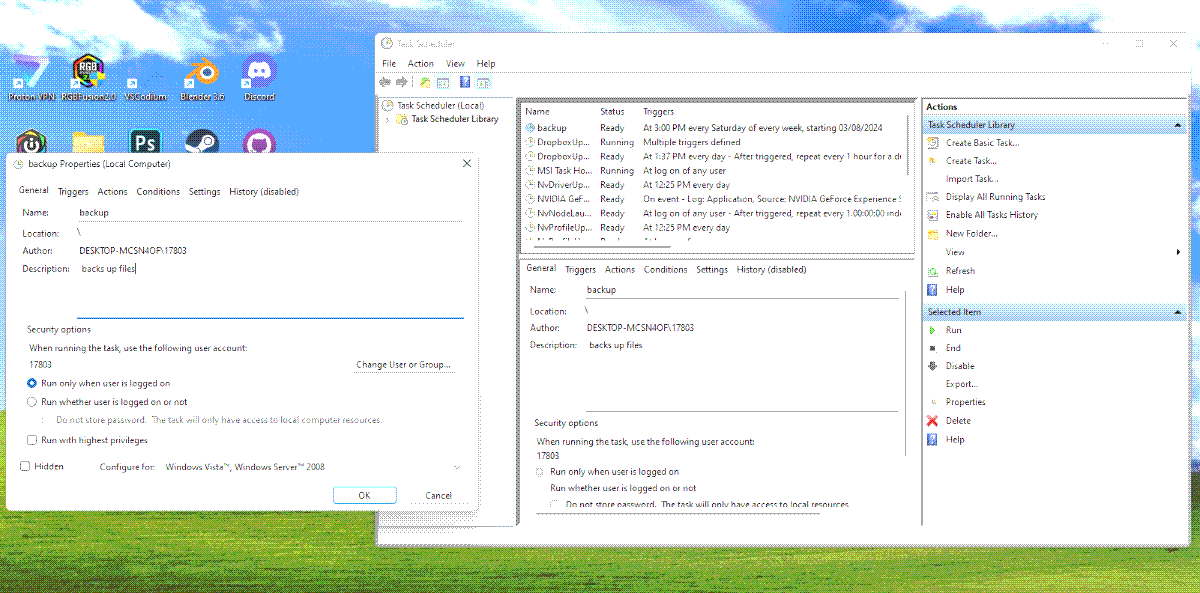 Task Scheduler
File Action View Help
Proton VPN RGBFusion2.0 VSCodium Blender 3.6 Discord
RGB
Ps
Task Scheduler (Local)
Task Scheduler Library
Name Status Triggers
backup Ready At 3:00 PM every Saturday of every week, starting 03/08/2024
DropboxUp... Running Multiple triggers defined
DropboxUp... Ready At 1:37 PM every day - After triggered, repeat every 1 hour for a du
MSI Task Ho... Running At log on of any user
NvDriverUp... Ready At 12:25 PM every day
NVIDIA GeF... Ready On event - Log: Application, Source: NVIDIA GeForce Experience S
NvNodeLau... Ready At log on of any user - After triggered, repeat every 1.00:00:00 inde
NvProfileUp... Ready At 12:25 PM every day
General Triggers Actions Conditions Settings History (disabled)
Name: backup
Location: \
Author: DESKTOP-MCSN4OF\17803
Description: backs up files
Security options
When running the task, use the following user account:
17803
Run only when user is logged on
Run whether user is logged on or not
Do not store password. The task will only have access to local resources
Actions
Task Scheduler Library
Create Basic Task...
Create Task...
Import Task...
Display All Running Tasks
Enable All Tasks History
New Folder...
View
Refresh
Help
Selected Item
Run
End
Disable
Export...
Properties
Delete
Help
backup Properties (Local Computer)
General Triggers Actions Conditions Settings History (disabled)
Name: backup
Location: \
Author: DESKTOP-MCSN4OF\17803
Description: backs up files
Security options
When running the task, use the following user account:
17803 Change User or Group...
Run only when user is logged on
Run whether user is logged on or not
Do not store password. The task will only have access to local computer resources.
Run with highest privileges
Hidden Configure for: Windows Vista™, Windows Server™ 2008
OK Cancel